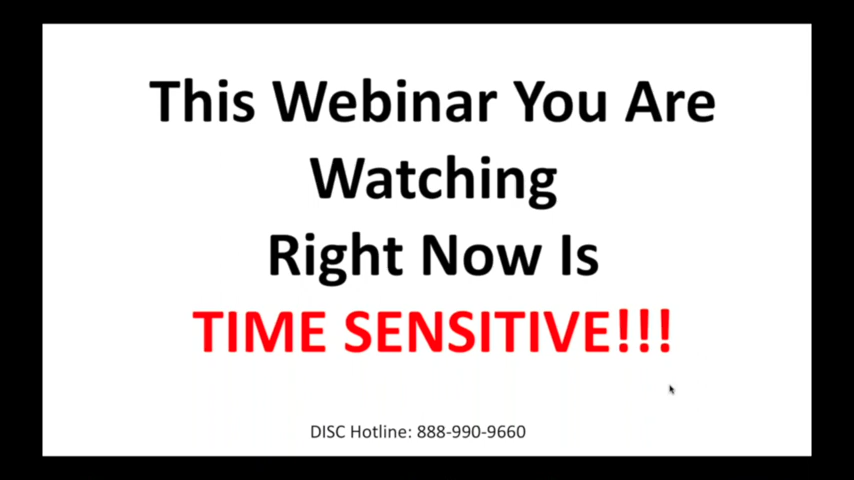 This Webinar You Are
Watching
Right Now Is
TIME SENSITIVE!!!
DISC Hotline: 888-990-9660